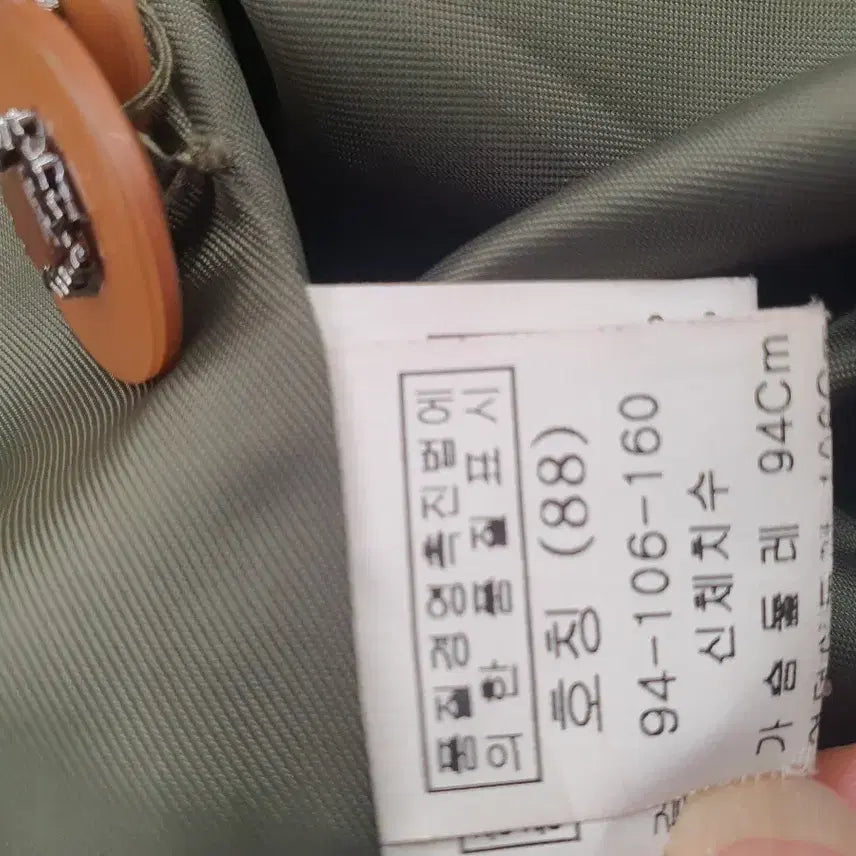 품질경영촉진법에
의한 품질표시
호칭 (88)
94-106-160
신체치수
가슴둘레 94Cm